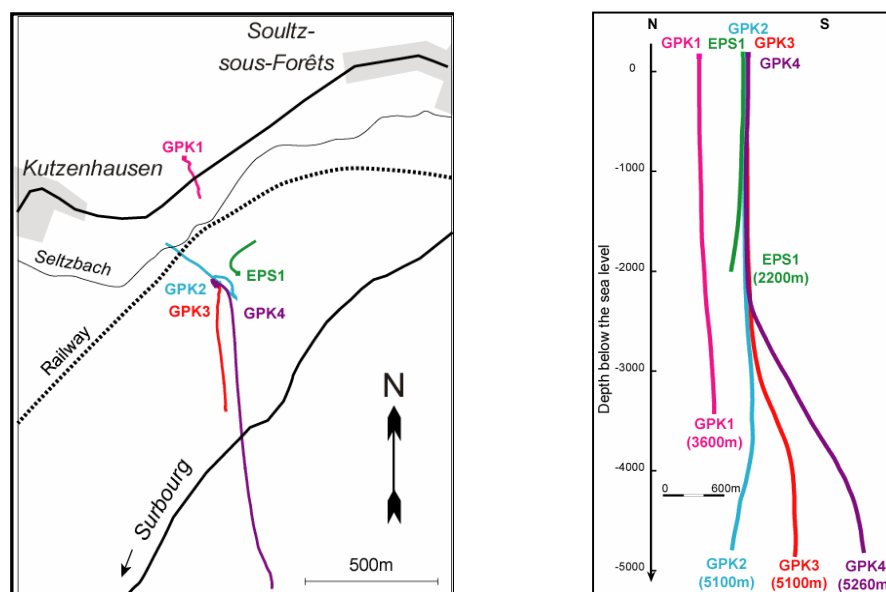 Soultz-
sous-Forêts
GPK1
Kutzenhausen
Seltzbach
EPS1
GPK2
GPK3
GPK4
Railway
N
Surbourg
500m
N
S
GPK2
GPK1
EPS1
GPK3
GPK4
0
-1000
-2000
-3000
-4000
-5000
Depth below the sea level
EPS1
(2200m)
GPK1
(3600m)
0
600m
GPK2
(5100m)
GPK3
(5100m)
GPK4
(5260m